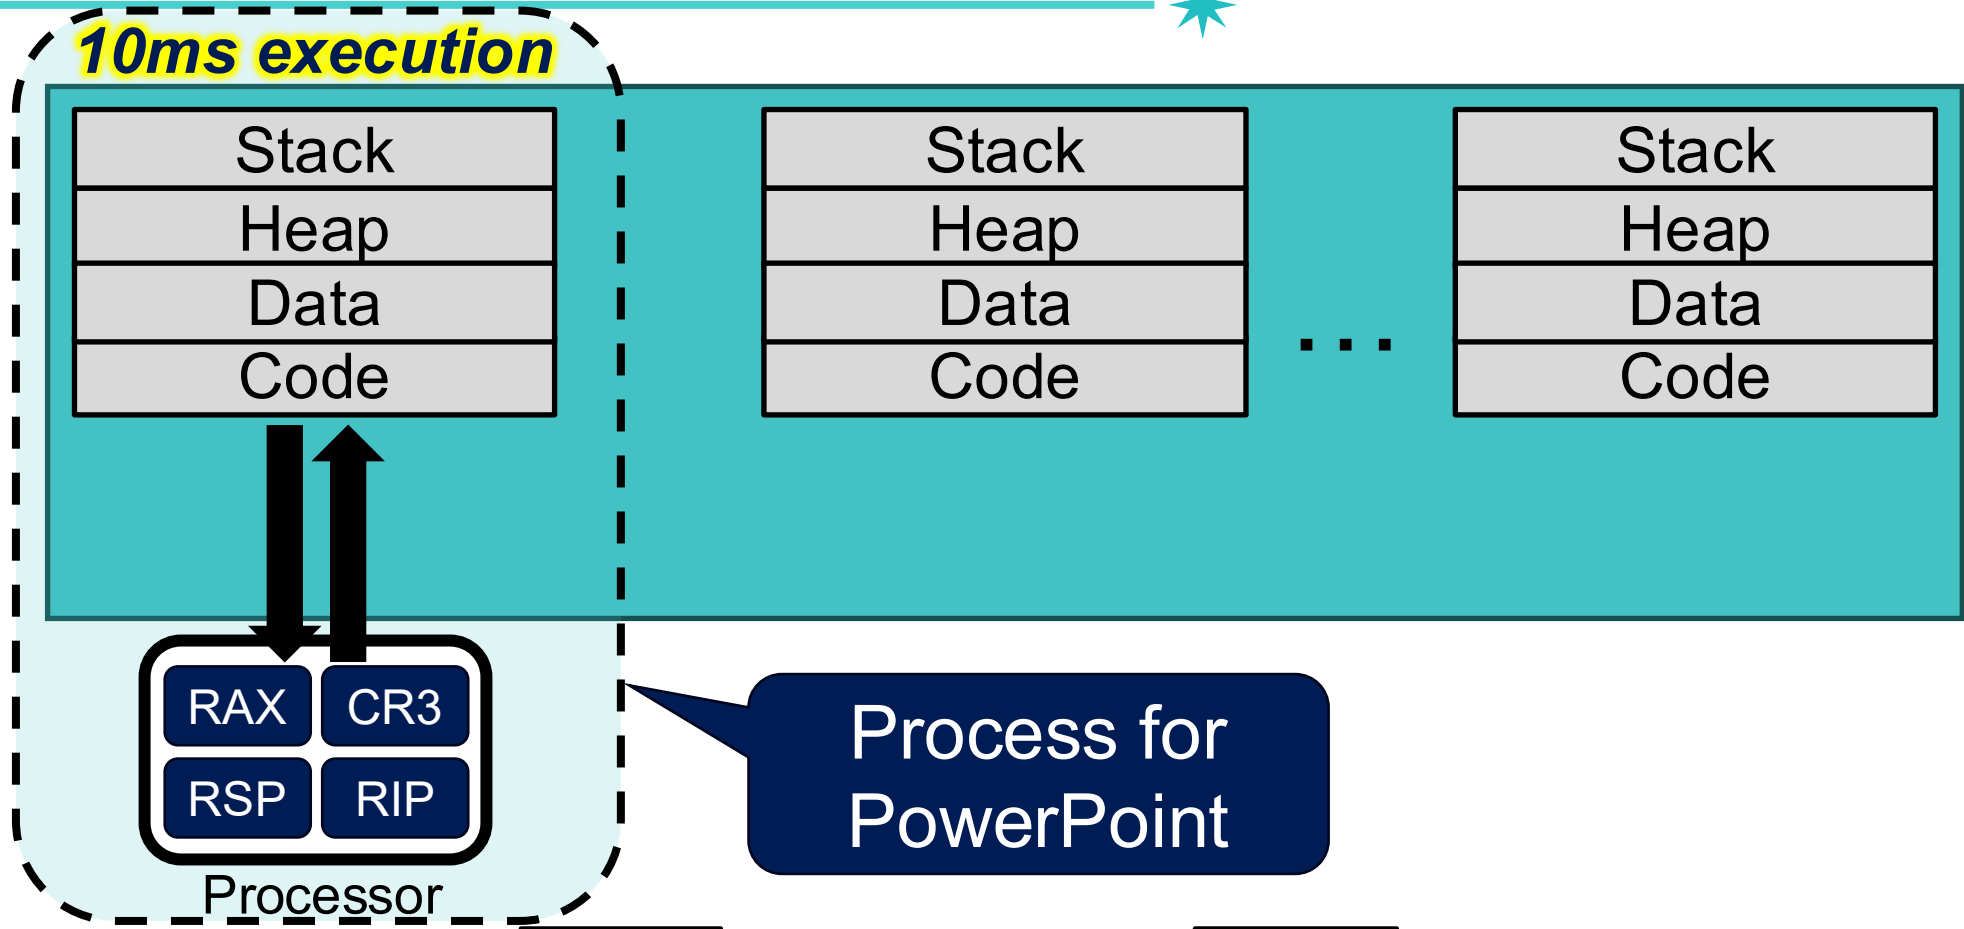 10ms execution
Stack
Heap
Data
Code
Stack
Heap
Data
Code
...
Stack
Heap
Data
Code
RAX
CR3
RSP
RIP
Processor
Process for
PowerPoint